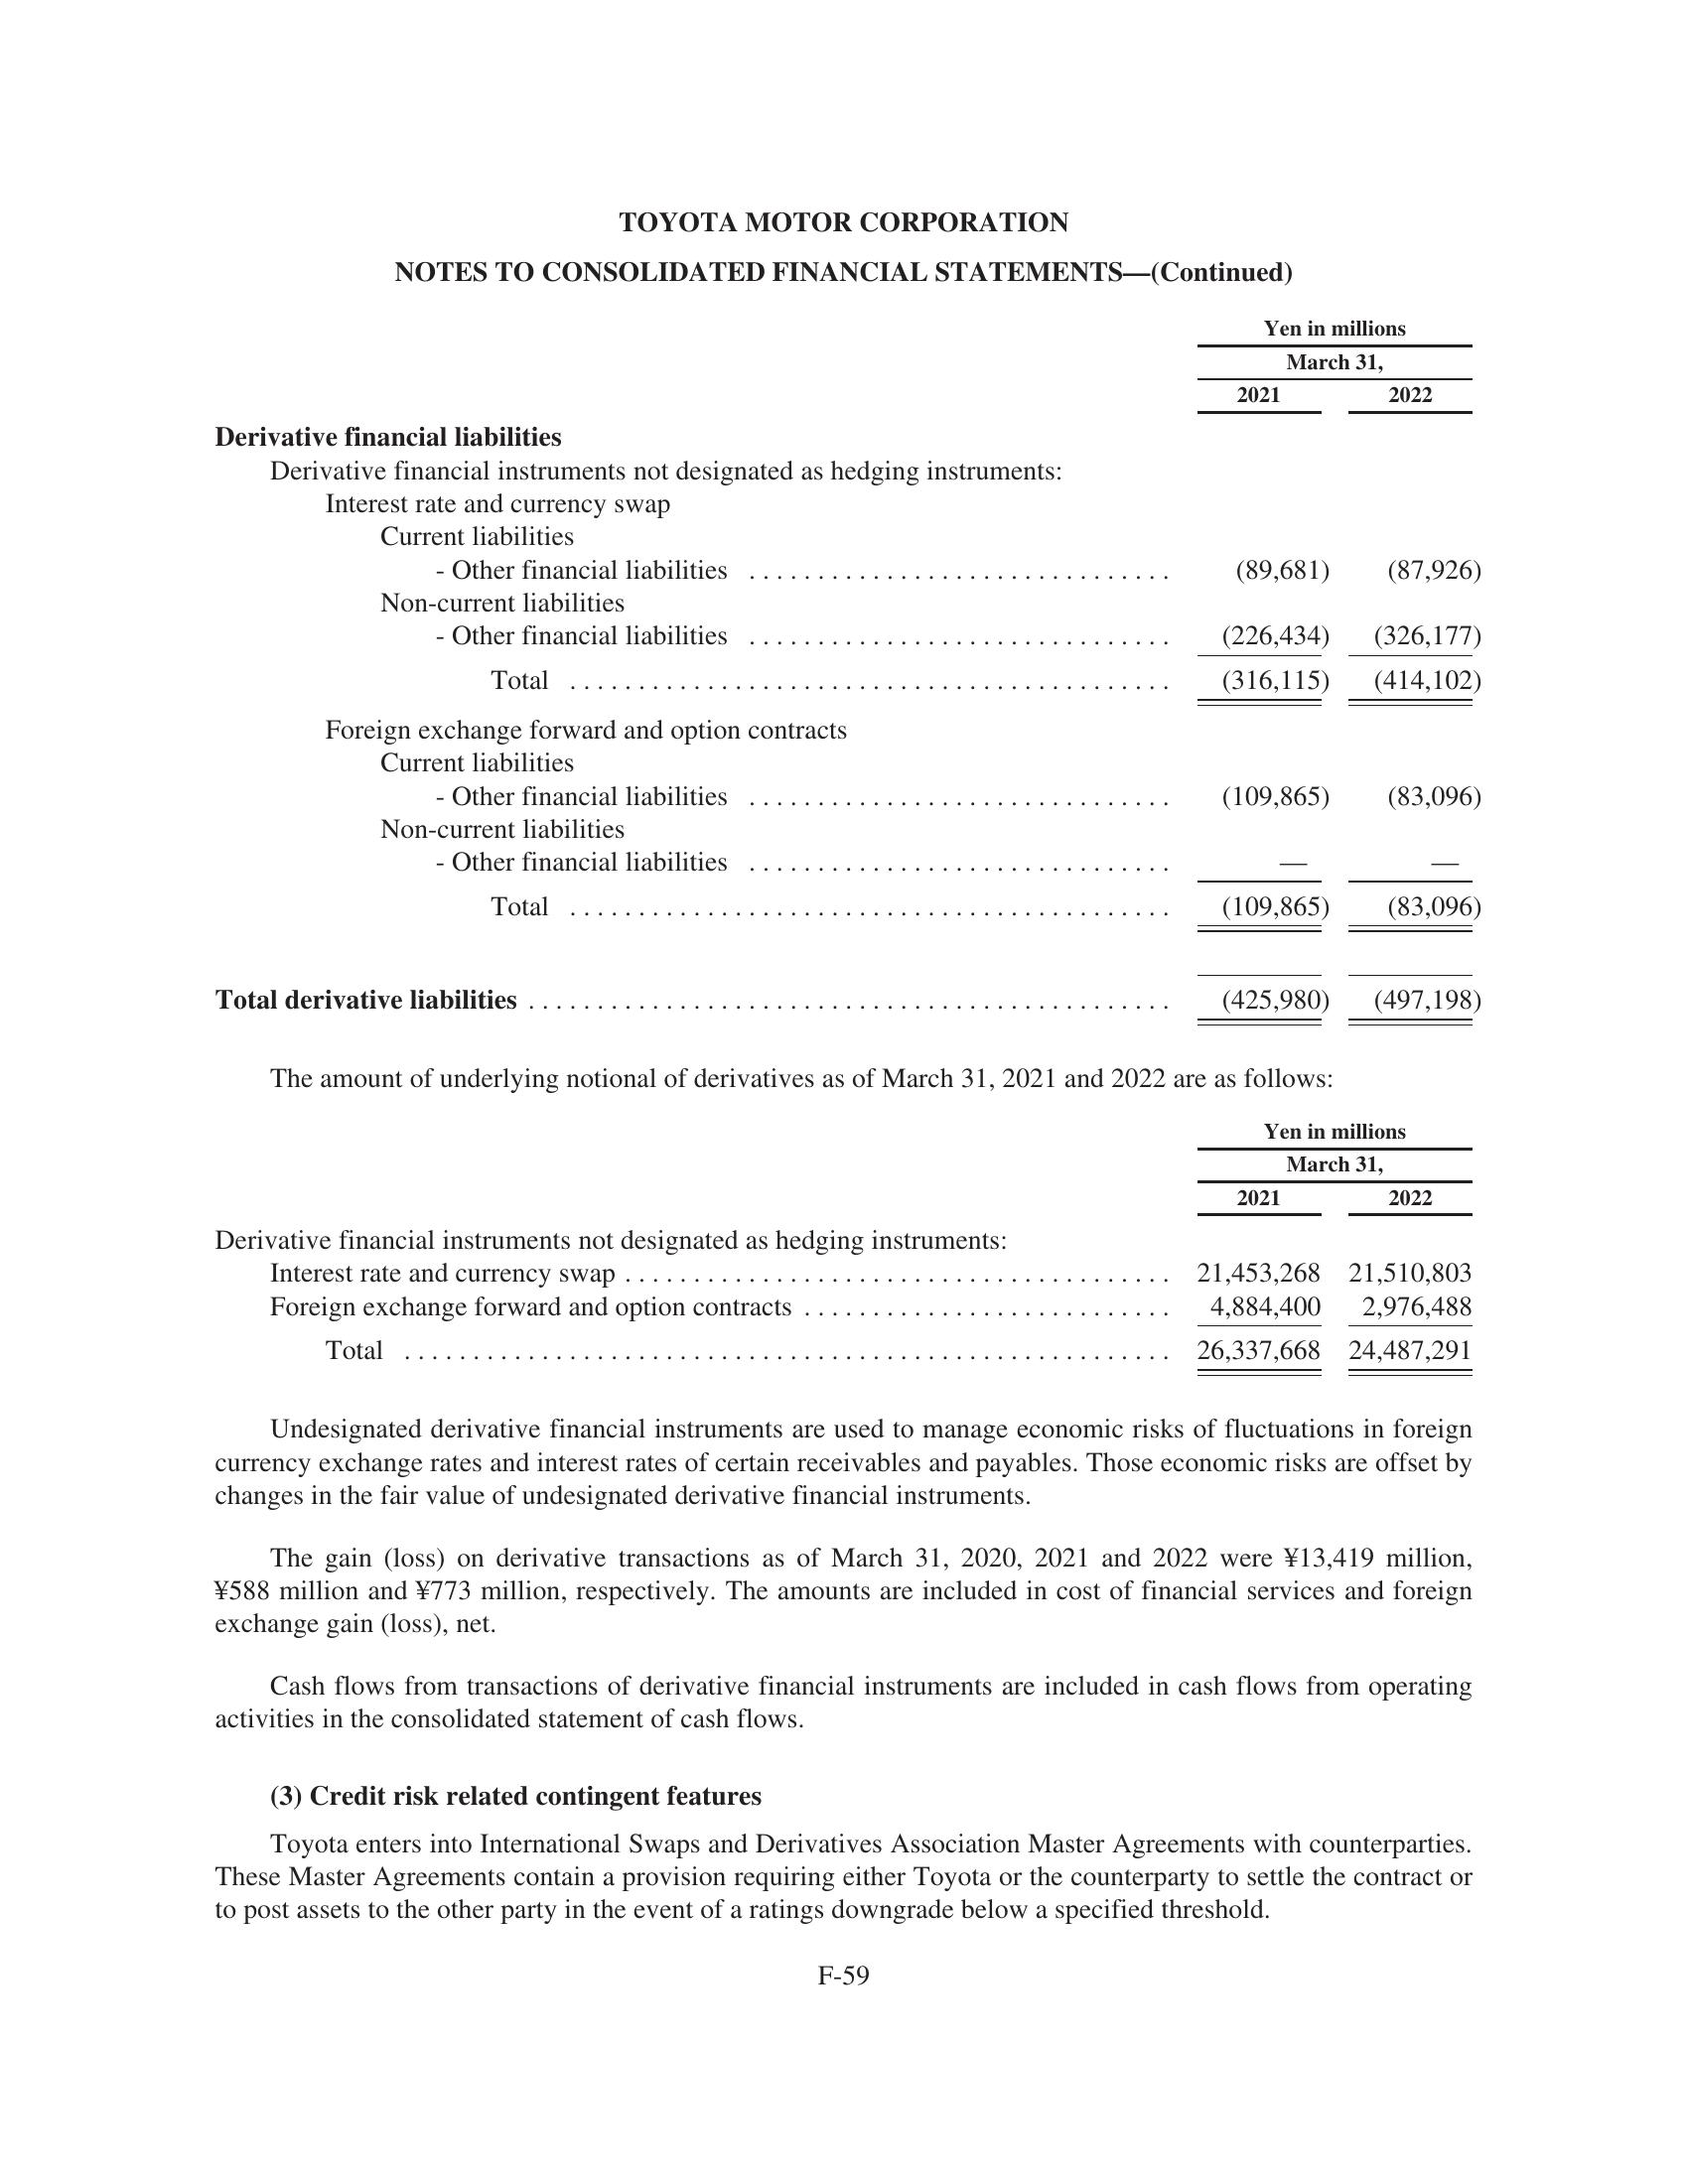 TOYOTA MOTOR CORPORATION
NOTES TO CONSOLIDATED FINANCIAL STATEMENTS—(Continued)
Yen in millions
March 31,
2021 2022
Derivative financial liabilities
Derivative financial instruments not designated as hedging instruments:
Interest rate and currency swap
Current liabilities
- Other financial liabilities ............................... (89,681) (87,926)
Non-current liabilities
- Other financial liabilities ............................... (226,434) (326,177)
Total ............................................ (316,115) (414,102)
Foreign exchange forward and option contracts
Current liabilities
- Other financial liabilities ............................... (109,865) (83,096)
Non-current liabilities
- Other financial liabilities ............................... — —
Total ............................................ (109,865) (83,096)
Total derivative liabilities ............................................... (425,980) (497,198)
The amount of underlying notional of derivatives as of March 31, 2021 and 2022 are as follows:
Yen in millions
March 31,
2021 2022
Derivative financial instruments not designated as hedging instruments:
Interest rate and currency swap ........................................ 21,453,268 21,510,803
Foreign exchange forward and option contracts ........................... 4,884,400 2,976,488
Total ........................................................ 26,337,668 24,487,291
Undesignated derivative financial instruments are used to manage economic risks of fluctuations in foreign
currency exchange rates and interest rates of certain receivables and payables. Those economic risks are offset by
changes in the fair value of undesignated derivative financial instruments.
The gain (loss) on derivative transactions as of March 31, 2020, 2021 and 2022 were ¥13,419 million,
¥588 million and ¥773 million, respectively. The amounts are included in cost of financial services and foreign
exchange gain (loss), net.
Cash flows from transactions of derivative financial instruments are included in cash flows from operating
activities in the consolidated statement of cash flows.
(3) Credit risk related contingent features
Toyota enters into International Swaps and Derivatives Association Master Agreements with counterparties.
These Master Agreements contain a provision requiring either Toyota or the counterparty to settle the contract or
to post assets to the other party in the event of a ratings downgrade below a specified threshold.
F-59